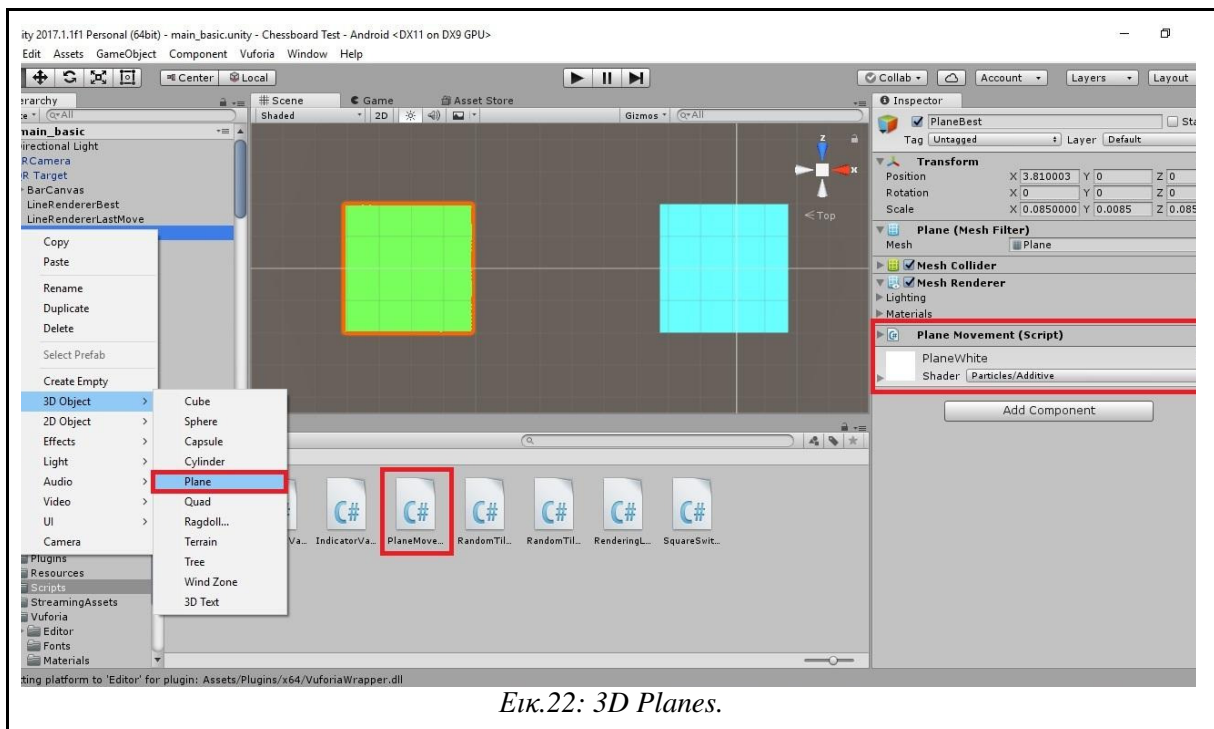 ity 2017.1.1f1 Personal (64bit) - main_basic.unity - Chessboard Test - Android <DX11 on DX9 GPU>
Edit Assets GameObject Component Vuforia Window Help
Center Local
Collab Account Layers Layout
erarchy
All
main_basic
irectional Light
RCamera
R Target
BarCanvas
LineRendererBest
LineRendererLastMove
Copy
Paste
Rename
Duplicate
Delete
Select Prefab
Create Empty
3D Object
2D Object
Effects
Light
Audio
Video
UI
Camera
Cube
Sphere
Capsule
Cylinder
Plane
Quad
Ragdoll...
Terrain
Tree
Wind Zone
3D Text
Plugins
Resources
Scripts
StreamingAssets
Vuforia
Editor
Fonts
Materials
Scene Game Asset Store
Shaded 2D Gizmos All
z
x
Top
C# C# C# C# C# C#
Va... IndicatorVa... PlaneMove... RandomTil... RandomTil... RenderingL... SquareSwit...
Inspector
PlaneBest Sta
Tag Untagged Layer Default
Transform
Position X 3.810003 Y 0 Z 0
Rotation X 0 Y 0 Z 0
Scale X 0.0850000 Y 0.0085 Z 0.085
Plane (Mesh Filter)
Mesh Plane
Mesh Collider
Mesh Renderer
Lighting
Materials
Plane Movement (Script)
PlaneWhite
Shader Particles/Additive
Add Component
ting platform to 'Editor' for plugin: Assets/Plugins/x64/VuforiaWrapper.dll
Εικ.22: 3D Planes.